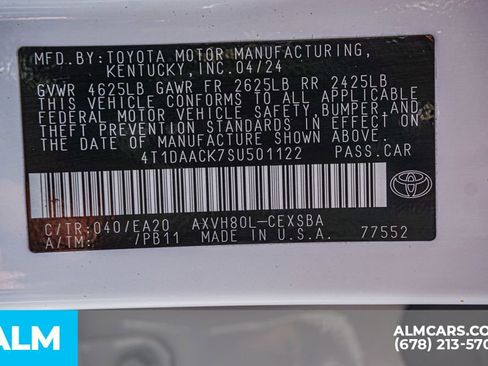 MFD.BY:TOYOTA MOTOR MANUFACTURING,
KENTUCKY,INC.04/24
GVWR 4625LB GAWR FR 2625LB RR 2425LB
THIS VEHICLE CONFORMS TO ALL APPLICABLE
FEDERAL MOTOR VEHICLE SAFETY BUMPER,AND
THEFT PREVENTION STANDARDS IN EFFECT ON
THE DATE OF MANUFACTURE SHOWN ABOVE.
4T1DAACK7SU501122 PASS.CAR
C/TR:040/EA20 AXVH80L-CEXSBA
A/TM: /PB11 MADE IN U.S.A. 77552
TOYOTA
ALM
ALMCARS.CO
(678) 213-570